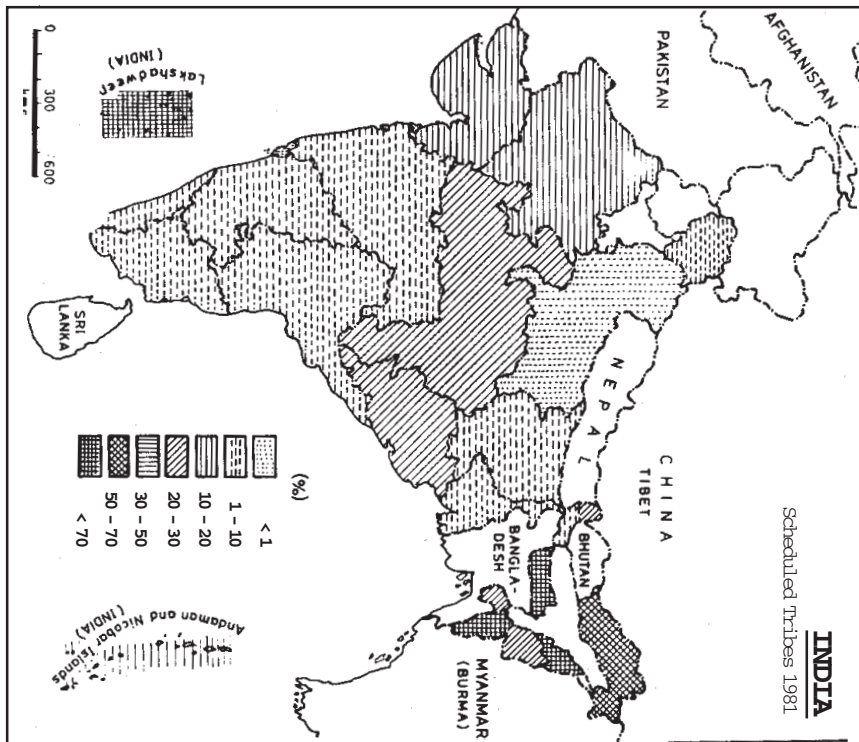 INDIA
Scheduled Tribes 1981
AFGHANISTAN
PAKISTAN
CHINA
TIBET
NEPAL
BHUTAN
BANGLA-
DESH
MYANMAR
(BURMA)
SRI
LANKA
Lakshadweep
(INDIA)
Andaman and Nicobar Islands
(INDIA)
0
300
600
(%)
< 1
1 – 10
10 – 20
20 – 30
30 – 50
50 – 70
< 70